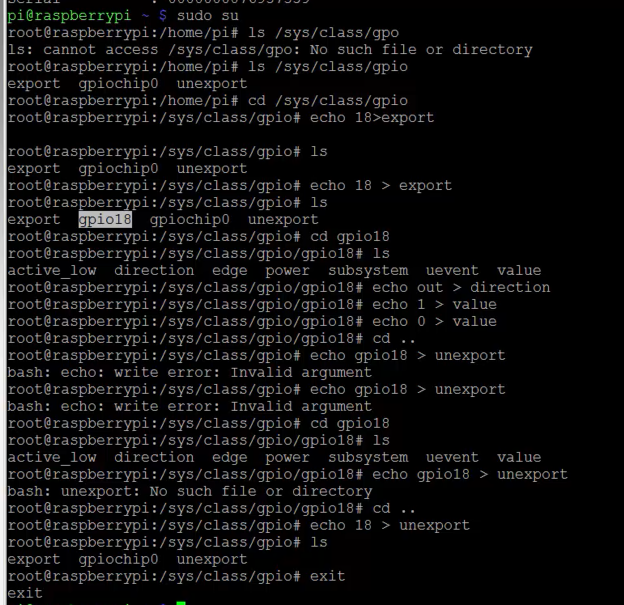 pi@raspberrypi ~ $ sudo su
root@raspberrypi:/home/pi# ls /sys/class/gpo
ls: cannot access /sys/class/gpo: No such file or directory
root@raspberrypi:/home/pi# ls /sys/class/gpio
export  gpiochip0  unexport
root@raspberrypi:/home/pi# cd /sys/class/gpio
root@raspberrypi:/sys/class/gpio# echo 18>export
root@raspberrypi:/sys/class/gpio# ls
export  gpiochip0  unexport
root@raspberrypi:/sys/class/gpio# echo 18 > export
root@raspberrypi:/sys/class/gpio# ls
export  gpio18  gpiochip0  unexport
root@raspberrypi:/sys/class/gpio# cd gpio18
root@raspberrypi:/sys/class/gpio/gpio18# ls
active_low  direction  edge  power  subsystem  uevent  value
root@raspberrypi:/sys/class/gpio/gpio18# echo out > direction
root@raspberrypi:/sys/class/gpio/gpio18# echo 1 > value
root@raspberrypi:/sys/class/gpio/gpio18# echo 0 > value
root@raspberrypi:/sys/class/gpio/gpio18# cd ..
root@raspberrypi:/sys/class/gpio# echo gpio18 > unexport
bash: echo: write error: Invalid argument
root@raspberrypi:/sys/class/gpio# echo gpio18 > unexport
bash: echo: write error: Invalid argument
root@raspberrypi:/sys/class/gpio# cd gpio18
root@raspberrypi:/sys/class/gpio/gpio18# ls
active_low  direction  edge  power  subsystem  uevent  value
root@raspberrypi:/sys/class/gpio/gpio18# echo gpio18 > unexport
bash: unexport: No such file or directory
root@raspberrypi:/sys/class/gpio/gpio18# cd ..
root@raspberrypi:/sys/class/gpio# echo 18 > unexport
root@raspberrypi:/sys/class/gpio# ls
export  gpiochip0  unexport
root@raspberrypi:/sys/class/gpio# exit
exit